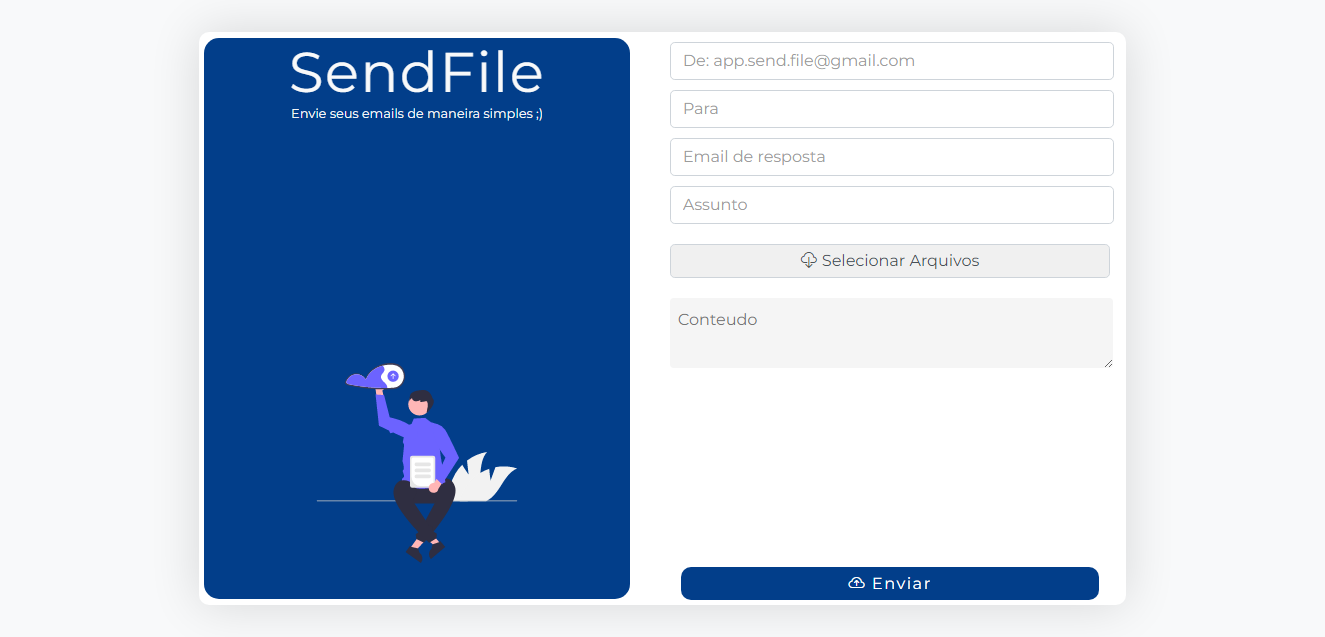 SendFile
Envie seus emails de maneira simples ;)
De: app.send.file@gmail.com
Para
Email de resposta
Assunto
Selecionar Arquivos
Conteudo
Enviar